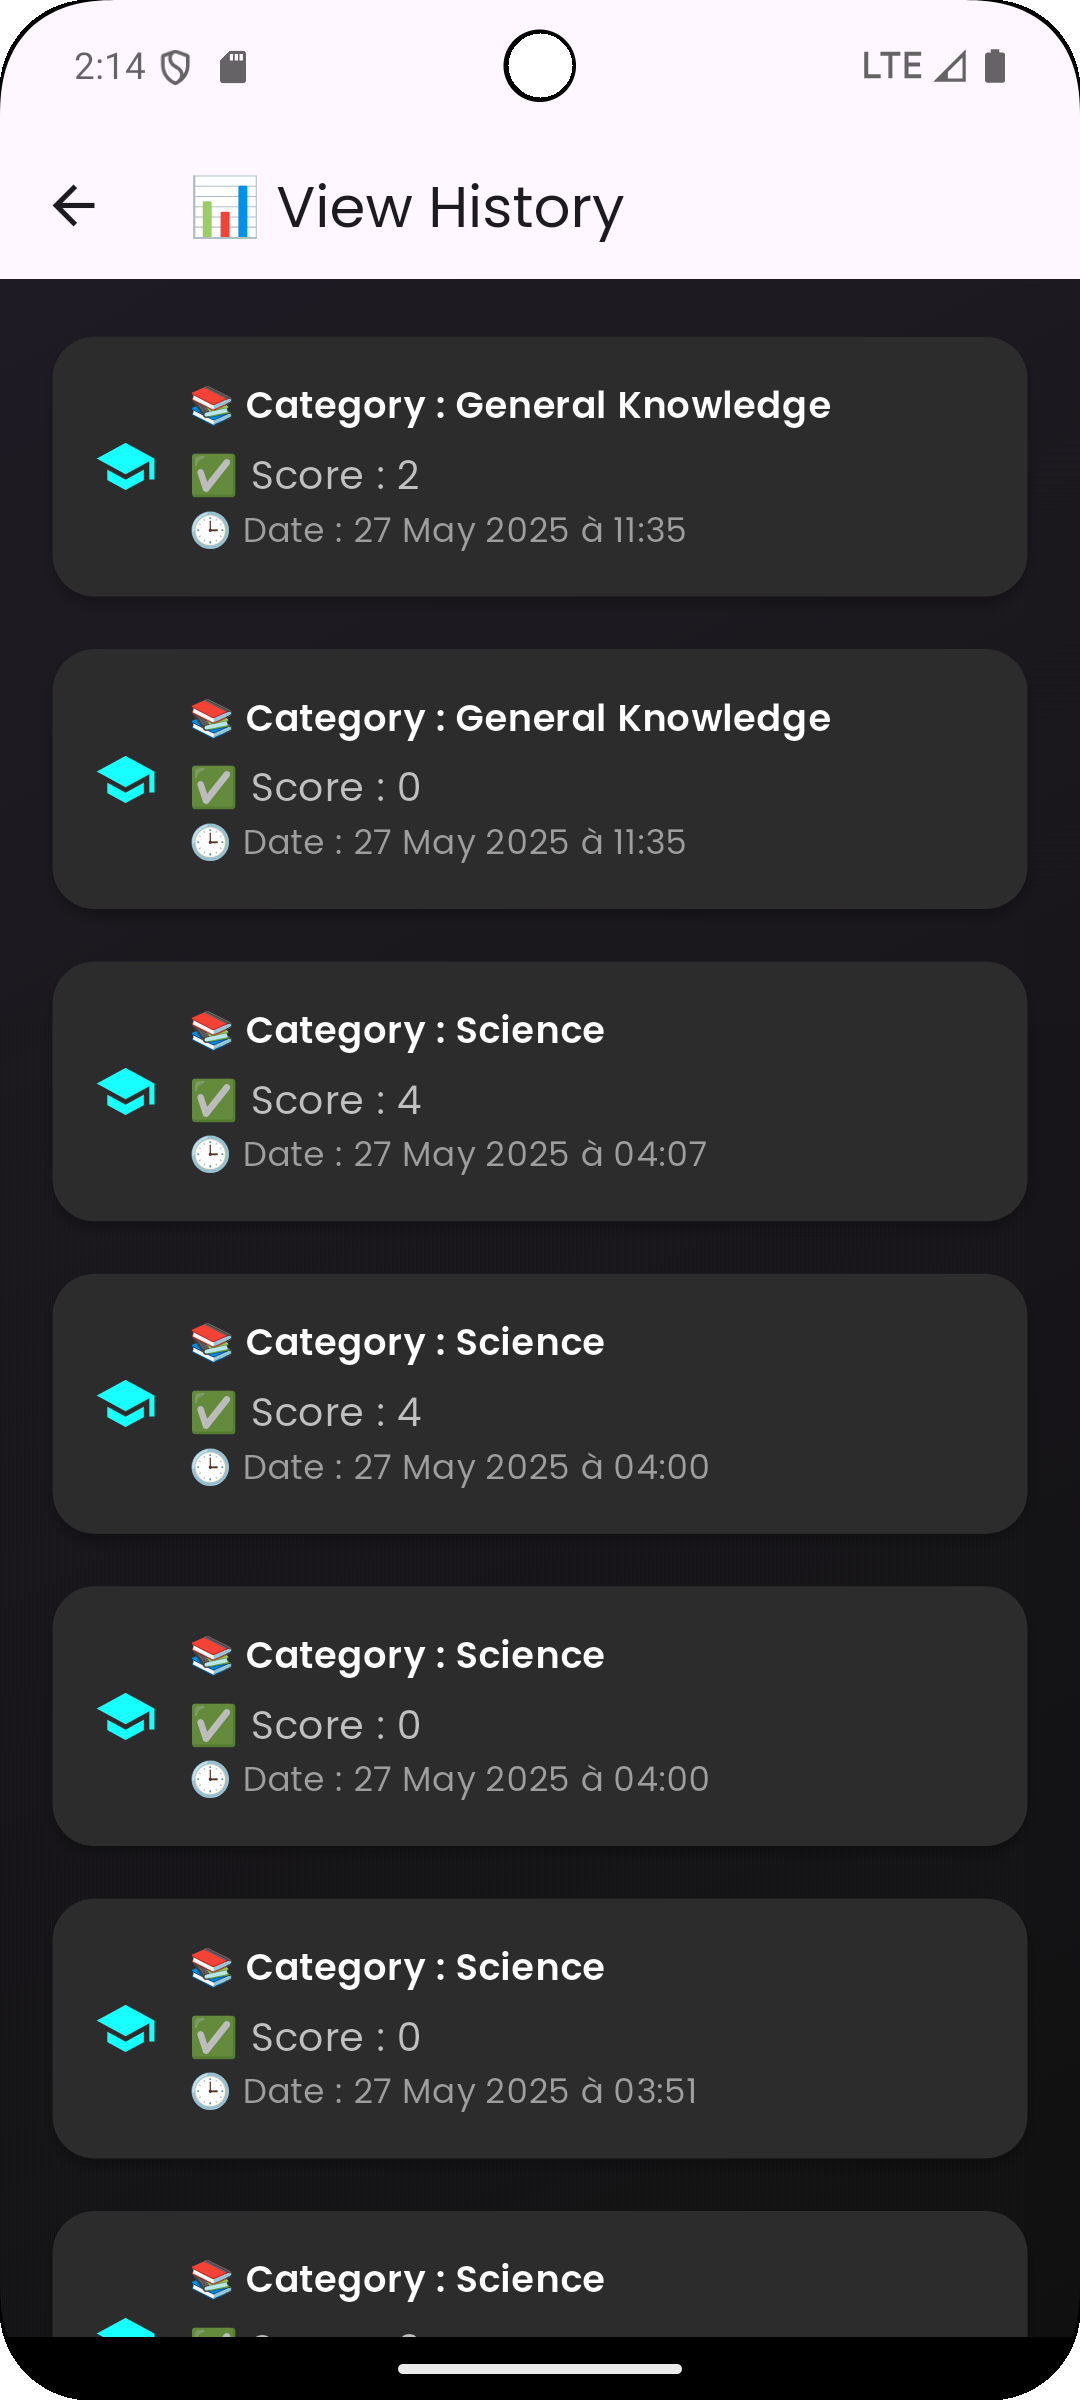 2:14
LTE
View History
Category : General Knowledge
Score : 2
Date : 27 May 2025 à 11:35
Category : General Knowledge
Score : 0
Date : 27 May 2025 à 11:35
Category : Science
Score : 4
Date : 27 May 2025 à 04:07
Category : Science
Score : 4
Date : 27 May 2025 à 04:00
Category : Science
Score : 0
Date : 27 May 2025 à 04:00
Category : Science
Score : 0
Date : 27 May 2025 à 03:51
Category : Science